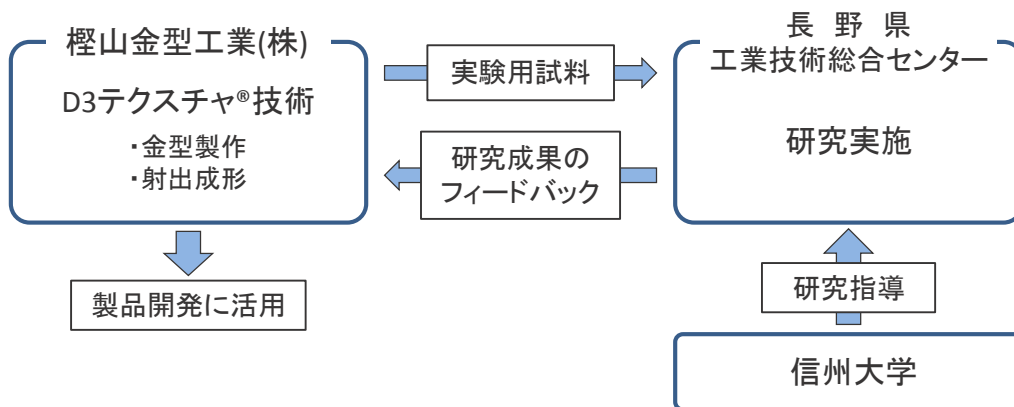 樫山金型工業(株)
D3テクスチャ®技術
・金型製作
・射出成形
実験用試料
長 野 県
工業技術総合センター
研究実施
研究成果の
フィードバック
製品開発に活用
研究指導
信州大学